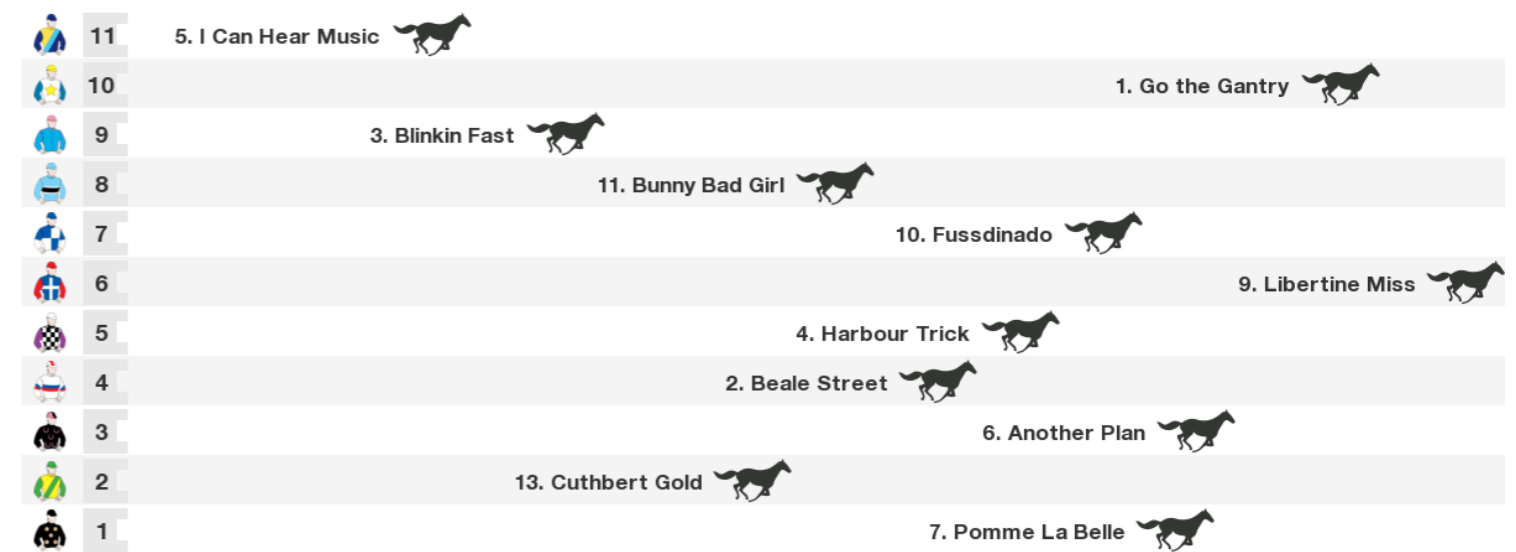 11 5. I Can Hear Music
10 1. Go the Gantry
9 3. Blinkin Fast
8 11. Bunny Bad Girl
7 10. Fussdinado
6 9. Libertine Miss
5 4. Harbour Trick
4 2. Beale Street
3 6. Another Plan
2 13. Cuthbert Gold
1 7. Pomme La Belle